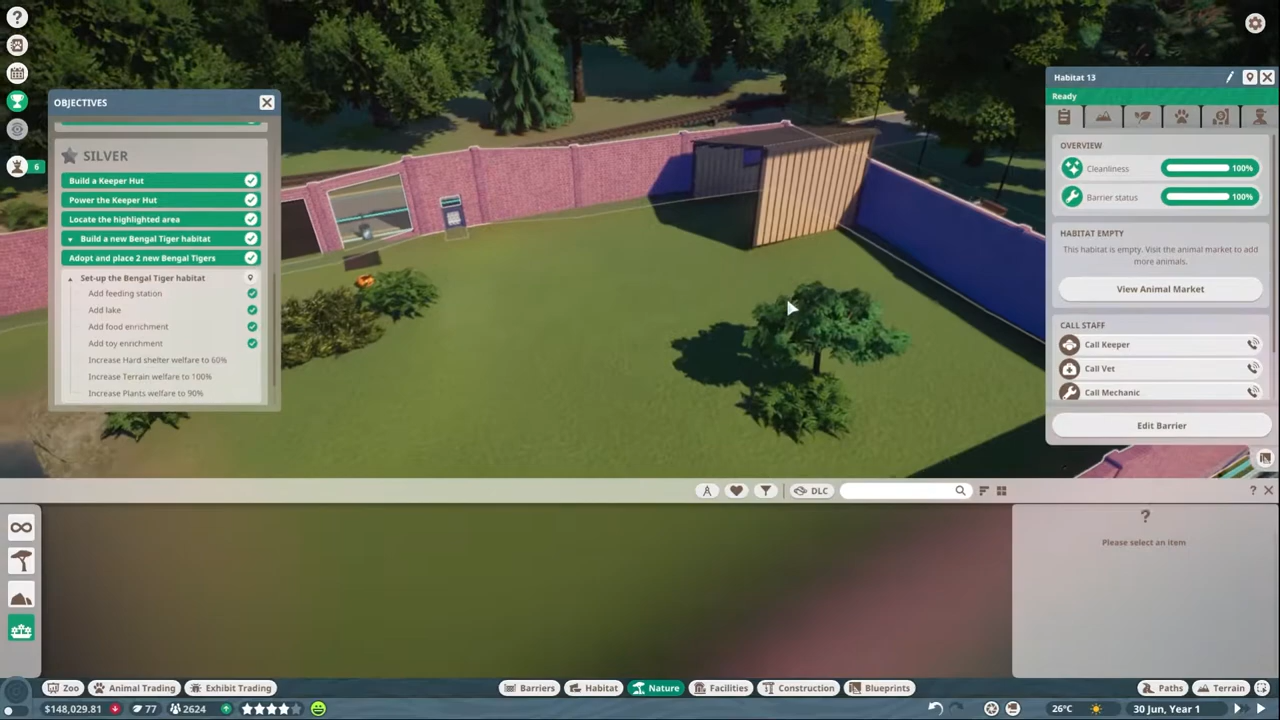 ?
Habitat 13
Ready
OBJECTIVES
OVERVIEW
SILVER
Cleanliness 100%
6
Build a Keeper Hut
Barrier status 100%
Power the Keeper Hut
Locate the highlighted area
HABITAT EMPTY
Build a new Bengal Tiger habitat
This habitat is empty. Visit the animal market to add
more animals.
Adopt and place 2 new Bengal Tigers
Set-up the Bengal Tiger habitat
View Animal Market
Add feeding station
Add lake
Add food enrichment
CALL STAFF
Add toy enrichment
Call Keeper
Increase Hard shelter welfare to 60%
Call Vet
Increase Terrain welfare to 100%
Increase Plants welfare to 90%
Call Mechanic
Edit Barrier
DLC
?
?
Please select an item
Zoo
Animal Trading
Exhibit Trading
Barriers
Habitat
Nature
Facilities
Construction
Blueprints
Paths
Terrain
$148,029.81
77
2624
26°C
30 Jun, Year 1